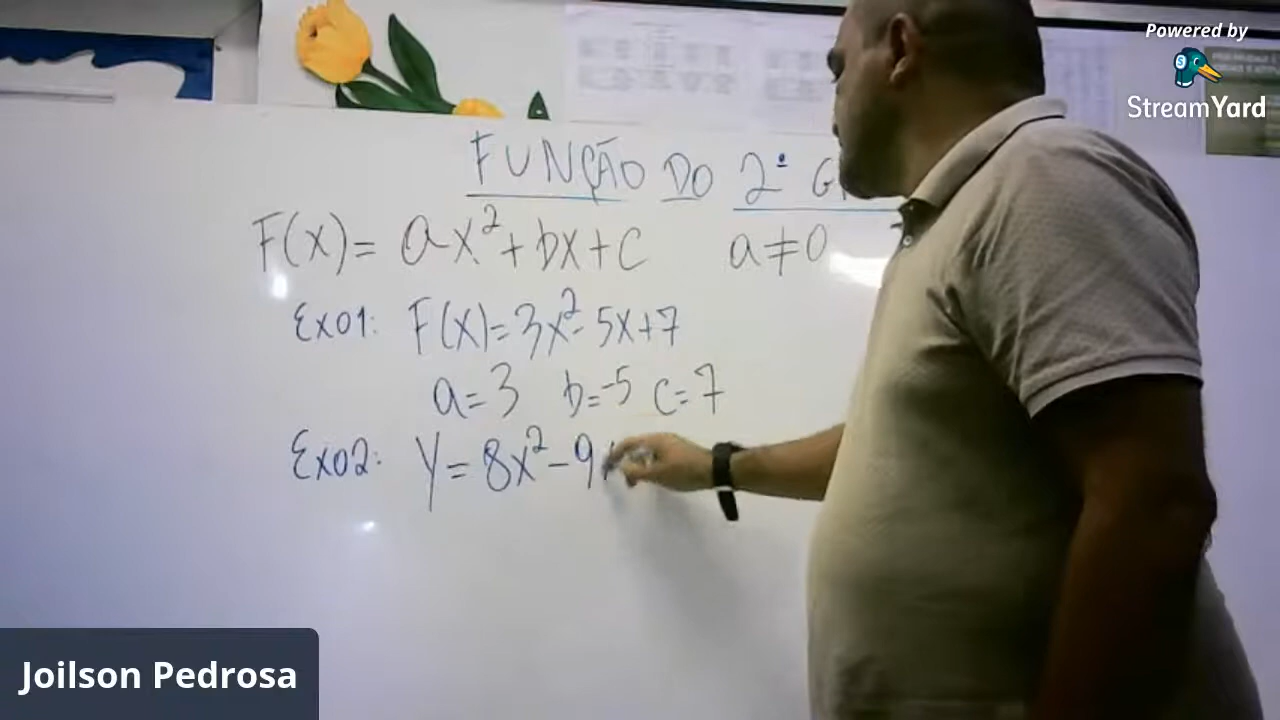 Powered by
StreamYard
FUNÇÃO DO 2º
F(x)= ax²+bx+c a≠0
Ex01: F(x)=3x²-5x+7
a=3 b=-5 c=7
Ex02: Y=8x²-9
Joilson Pedrosa